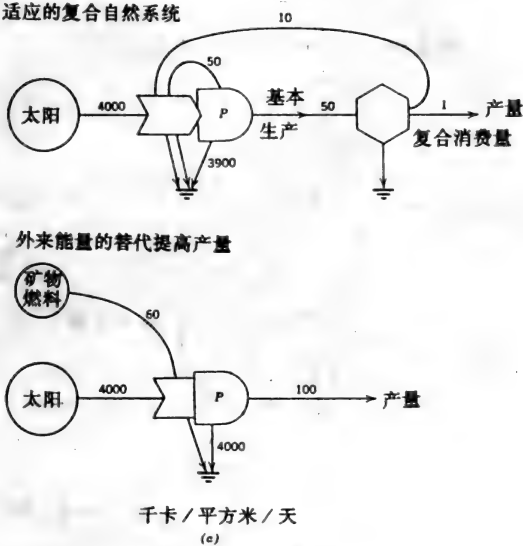 适应的复合自然系统
10
50
太阳
4000
P
基本
生产
50
1
产量
复合消费量
3900
外来能量的替代提高产量
矿物
燃料
60
太阳
4000
P
100
产量
4000
千卡/平方米/天
(c)